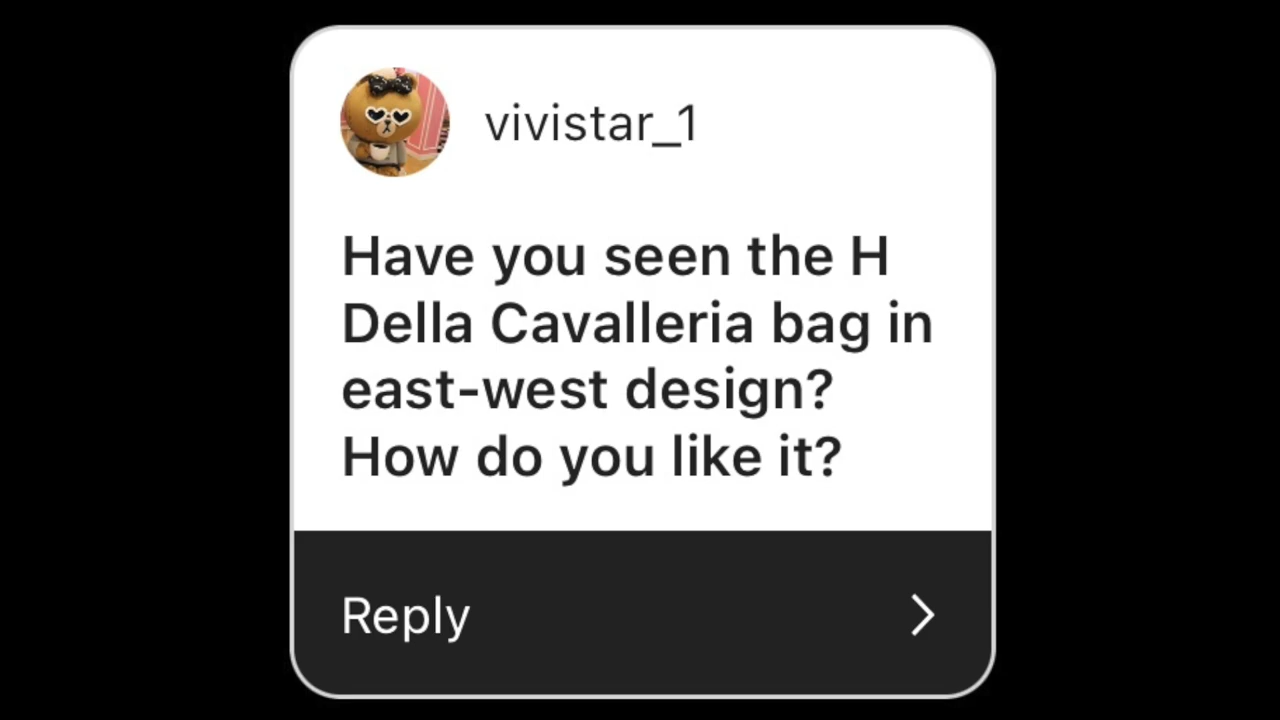 vivistar_1
Have you seen the H
Della Cavalleria bag in
east-west design?
How do you like it?
Reply